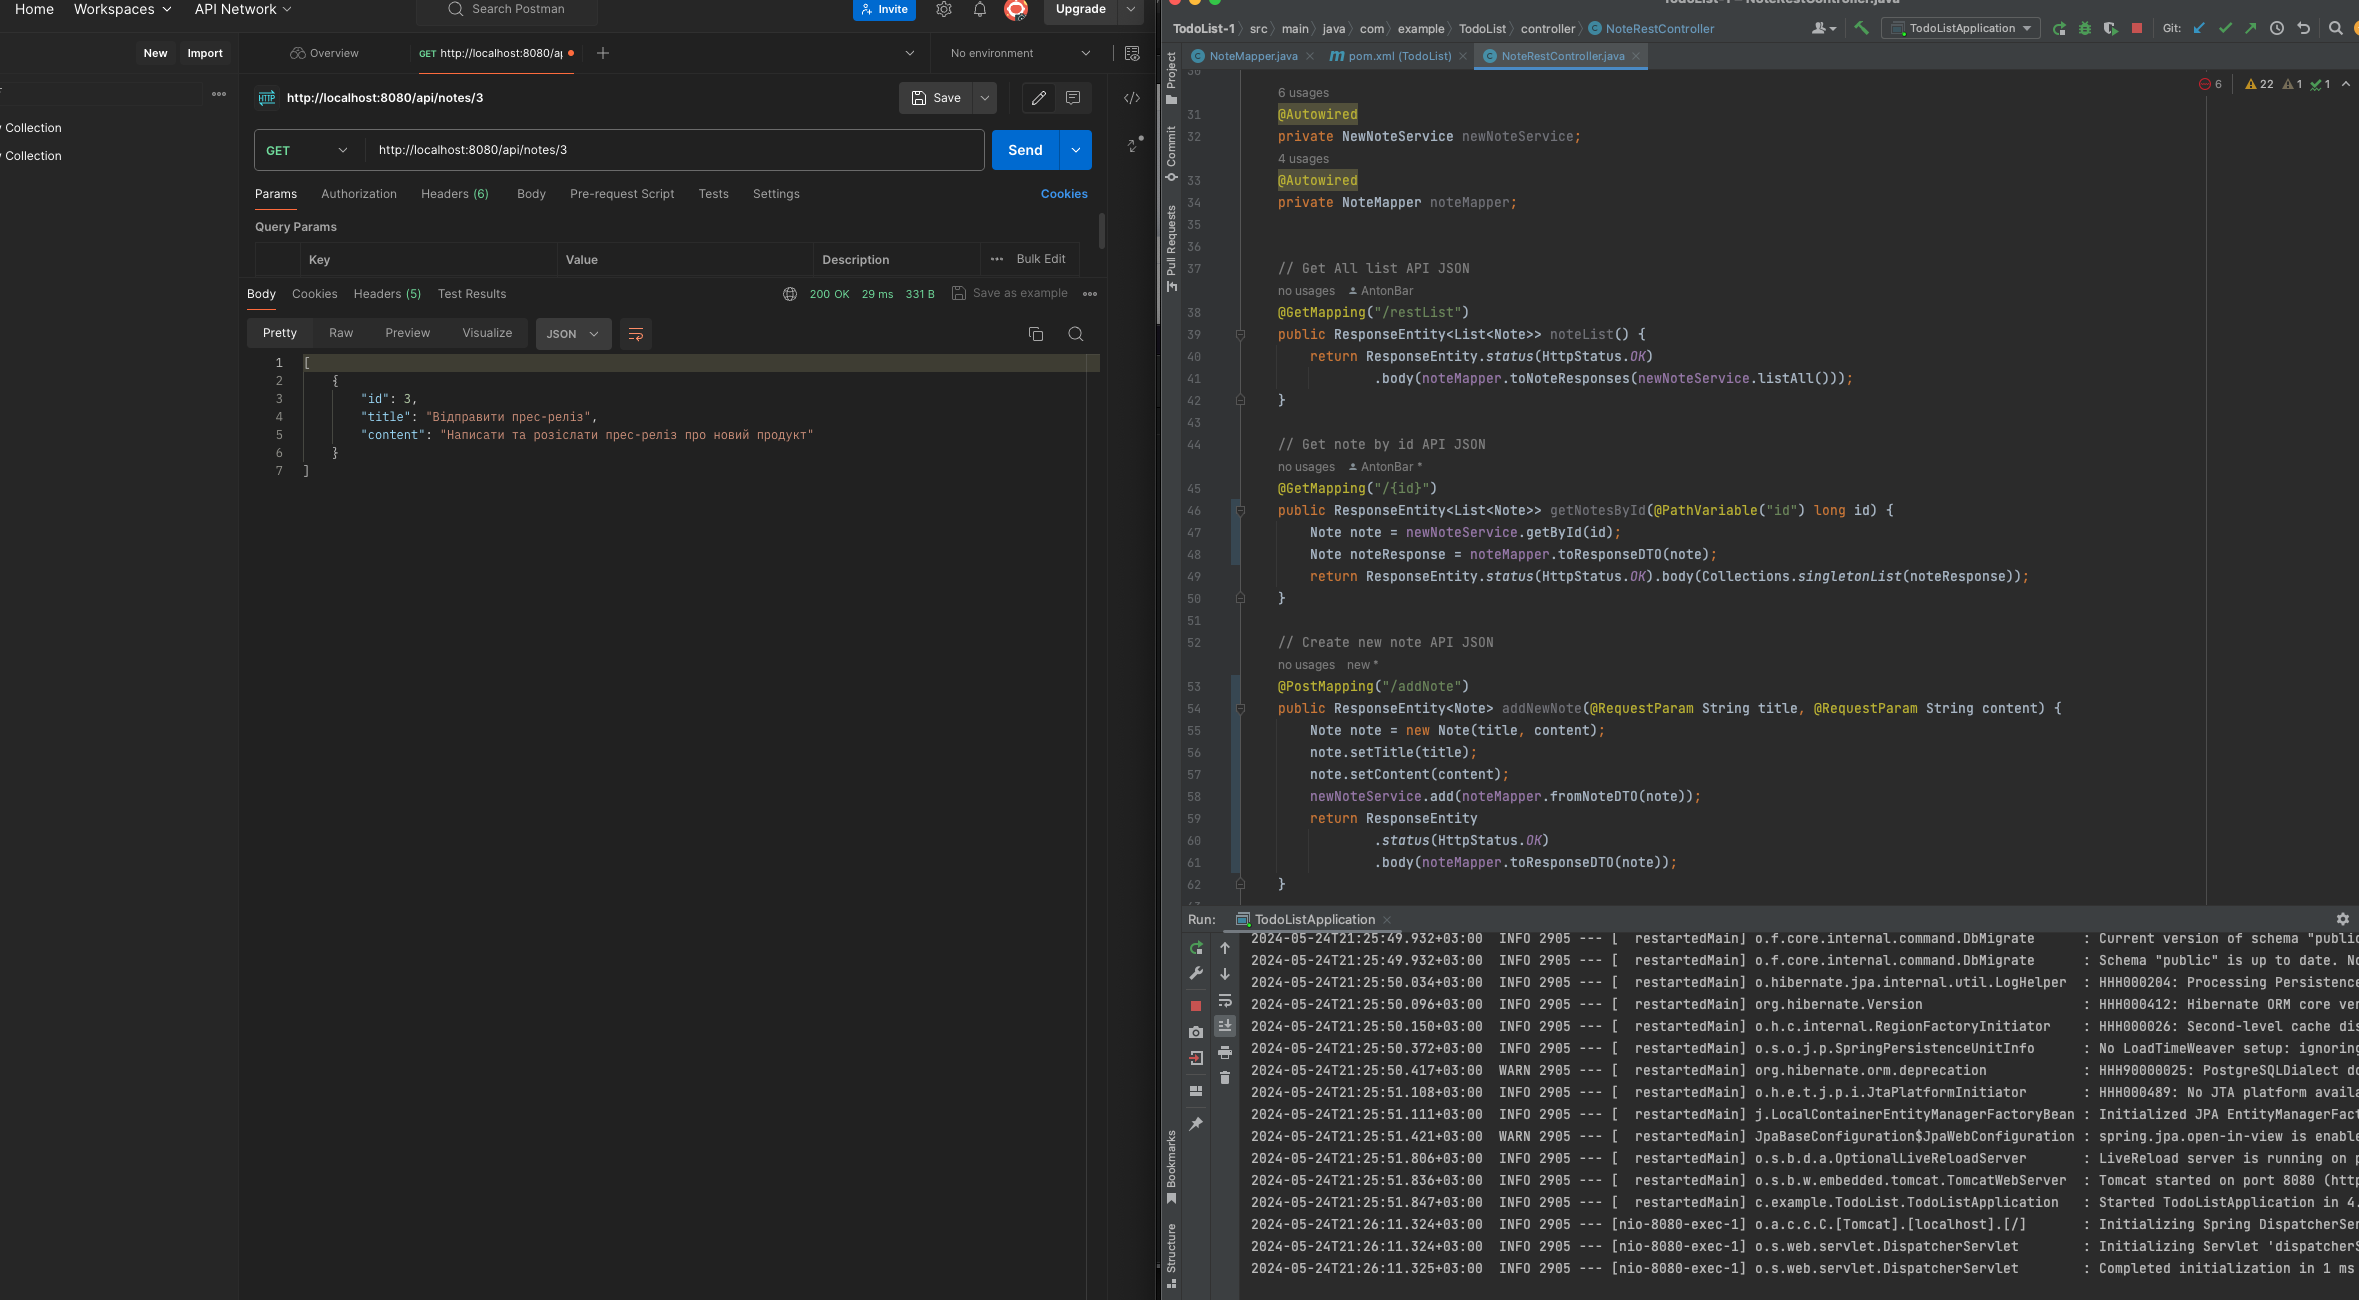 Home Workspaces API Network Search Postman Invite Upgrade
New Import Overview GET http://localhost:8080/ap No environment
http://localhost:8080/api/notes/3 Save
Collection
Collection
GET http://localhost:8080/api/notes/3 Send
Params Authorization Headers (6) Body Pre-request Script Tests Settings Cookies
Query Params
Key Value Description Bulk Edit
Body Cookies Headers (5) Test Results 200 OK 29 ms 331 B Save as example
Pretty Raw Preview Visualize JSON
1 [
2 {
3 "id": 3,
4 "title": "Відправити прес-реліз",
5 "content": "Написати та розіслати прес-реліз про новий продукт"
6 }
7 ]
TodoList-1 – NoteRestController.java
TodoList-1 src main java com example TodoList controller NoteRestController TodoListApplication Git:
NoteMapper.java pom.xml (TodoList) NoteRestController.java
6 22 1 1
Project
Commit
Pull Requests
Bookmarks
Structure
30
6 usages
31 @Autowired
32 private NewNoteService newNoteService;
4 usages
33 @Autowired
34 private NoteMapper noteMapper;
35
36
37 // Get All list API JSON
no usages AntonBar
38 @GetMapping("/restList")
39 public ResponseEntity<List<Note>> noteList() {
40 return ResponseEntity.status(HttpStatus.OK)
41 .body(noteMapper.toNoteResponses(newNoteService.listAll()));
42 }
43
44 // Get note by id API JSON
no usages AntonBar *
45 @GetMapping("/{id}")
46 public ResponseEntity<List<Note>> getNotesById(@PathVariable("id") long id) {
47 Note note = newNoteService.getById(id);
48 Note noteResponse = noteMapper.toResponseDTO(note);
49 return ResponseEntity.status(HttpStatus.OK).body(Collections.singletonList(noteResponse));
50 }
51
52 // Create new note API JSON
no usages new *
53 @PostMapping("/addNote")
54 public ResponseEntity<Note> addNewNote(@RequestParam String title, @RequestParam String content) {
55 Note note = new Note(title, content);
56 note.setTitle(title);
57 note.setContent(content);
58 newNoteService.add(noteMapper.fromNoteDTO(note));
59 return ResponseEntity
60 .status(HttpStatus.OK)
61 .body(noteMapper.toResponseDTO(note));
62 }
Run: TodoListApplication
2024-05-24T21:25:49.932+03:00 INFO 2905 --- [ restartedMain] o.f.core.internal.command.DbMigrate : Current version of schema "public
2024-05-24T21:25:49.932+03:00 INFO 2905 --- [ restartedMain] o.f.core.internal.command.DbMigrate : Schema "public" is up to date. No
2024-05-24T21:25:50.034+03:00 INFO 2905 --- [ restartedMain] o.hibernate.jpa.internal.util.LogHelper : HHH000204: Processing Persistence
2024-05-24T21:25:50.096+03:00 INFO 2905 --- [ restartedMain] org.hibernate.Version : HHH000412: Hibernate ORM core ver
2024-05-24T21:25:50.150+03:00 INFO 2905 --- [ restartedMain] o.h.c.internal.RegionFactoryInitiator : HHH000026: Second-level cache dis
2024-05-24T21:25:50.372+03:00 INFO 2905 --- [ restartedMain] o.s.o.j.p.SpringPersistenceUnitInfo : No LoadTimeWeaver setup: ignoring
2024-05-24T21:25:50.417+03:00 WARN 2905 --- [ restartedMain] org.hibernate.orm.deprecation : HHH90000025: PostgreSQLDialect do
2024-05-24T21:25:51.108+03:00 INFO 2905 --- [ restartedMain] o.h.e.t.j.p.i.JtaPlatformInitiator : HHH000489: No JTA platform availa
2024-05-24T21:25:51.111+03:00 INFO 2905 --- [ restartedMain] j.LocalContainerEntityManagerFactoryBean : Initialized JPA EntityManagerFact
2024-05-24T21:25:51.421+03:00 WARN 2905 --- [ restartedMain] JpaBaseConfiguration$JpaWebConfiguration : spring.jpa.open-in-view is enable
2024-05-24T21:25:51.806+03:00 INFO 2905 --- [ restartedMain] o.s.b.d.a.OptionalLiveReloadServer : LiveReload server is running on p
2024-05-24T21:25:51.836+03:00 INFO 2905 --- [ restartedMain] o.s.b.w.embedded.tomcat.TomcatWebServer : Tomcat started on port 8080 (http
2024-05-24T21:25:51.847+03:00 INFO 2905 --- [ restartedMain] c.example.TodoList.TodoListApplication : Started TodoListApplication in 4.
2024-05-24T21:26:11.324+03:00 INFO 2905 --- [nio-8080-exec-1] o.a.c.c.C.[Tomcat].[localhost].[/] : Initializing Spring DispatcherSer
2024-05-24T21:26:11.324+03:00 INFO 2905 --- [nio-8080-exec-1] o.s.web.servlet.DispatcherServlet : Initializing Servlet 'dispatcherS
2024-05-24T21:26:11.325+03:00 INFO 2905 --- [nio-8080-exec-1] o.s.web.servlet.DispatcherServlet : Completed initialization in 1 ms